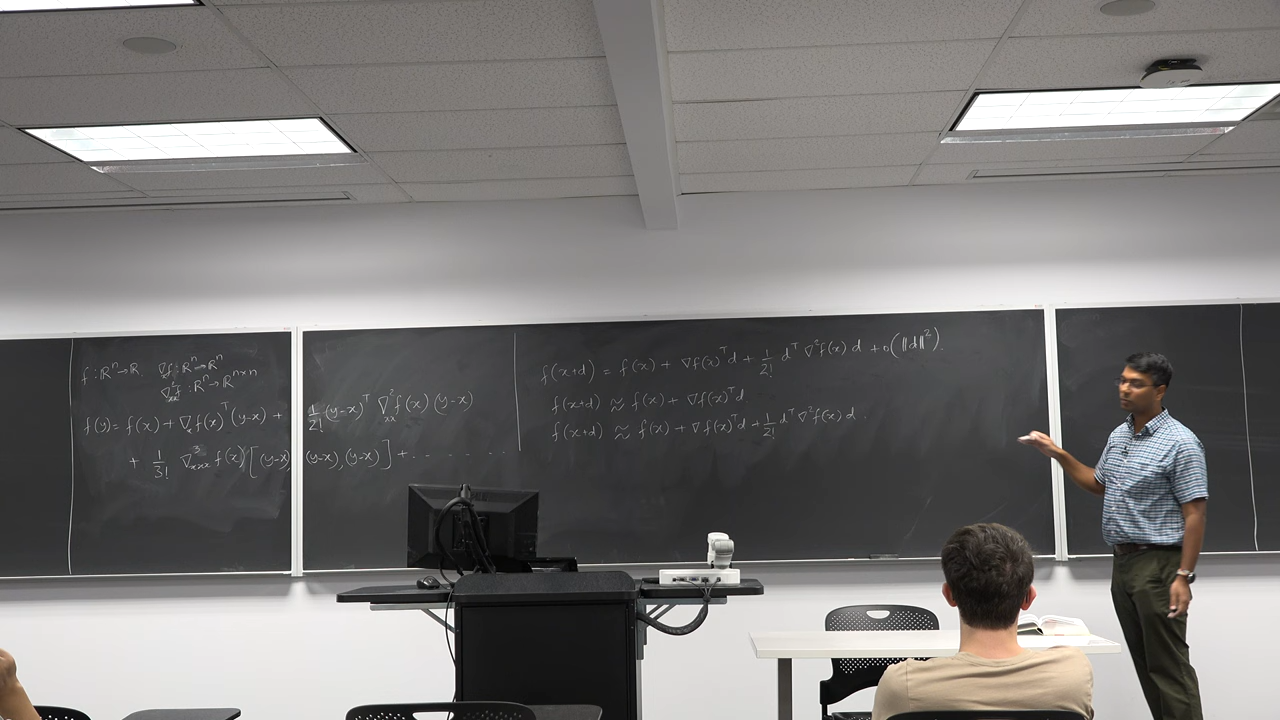 f : ℝⁿ→ℝ ∇ₓf : ℝⁿ→ℝⁿ
∇²ₓₓf : ℝⁿ→ℝⁿˣⁿ
f(y) = f(x) + ∇ₓf(x)ᵀ(y-x) + 1/2! (y-x)ᵀ ∇²ₓₓf(x) (y-x)
+ 1/3! ∇³ₓₓₓf(x)[(y-x), (y-x), (y-x)] + . . . . . . . .
f(x+d) = f(x) + ∇f(x)ᵀd + 1/2! dᵀ∇²f(x) d + o(‖d‖²)
f(x+d) ≈ f(x) + ∇f(x)ᵀd
f(x+d) ≈ f(x) + ∇f(x)ᵀd + 1/2! dᵀ∇²f(x) d .